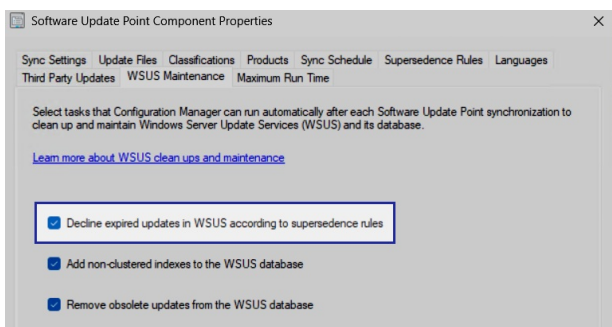 Software Update Point Component Properties
Sync Settings Update Files Classifications Products Sync Schedule Supersedence Rules Languages
Third Party Updates WSUS Maintenance Maximum Run Time
Select tasks that Configuration Manager can run automatically after each Software Update Point synchronization to
clean up and maintain Windows Server Update Services (WSUS) and its database.
Learn more about WSUS clean ups and maintenance
Decline expired updates in WSUS according to supersedence rules
Add non-clustered indexes to the WSUS database
Remove obsolete updates from the WSUS database